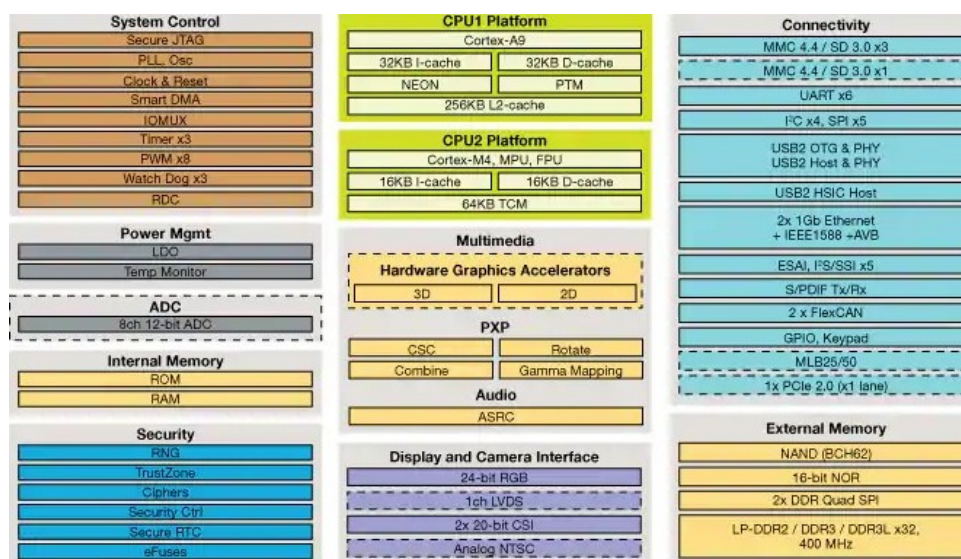 System Control
Secure JTAG
PLL, Osc
Clock & Reset
Smart DMA
IOMUX
Timer x3
PWM x8
Watch Dog x3
RDC
Power Mgmt
LDO
Temp Monitor
ADC
8ch 12-bit ADC
Internal Memory
ROM
RAM
Security
RNG
TrustZone
Ciphers
Security Ctrl
Secure RTC
eFuses
CPU1 Platform
Cortex-A9
32KB I-cache
32KB D-cache
NEON
PTM
256KB L2-cache
CPU2 Platform
Cortex-M4, MPU, FPU
16KB I-cache
16KB D-cache
64KB TCM
Multimedia
Hardware Graphics Accelerators
3D
2D
PXP
CSC
Rotate
Combine
Gamma Mapping
Audio
ASRC
Display and Camera Interface
24-bit RGB
1ch LVDS
2x 20-bit CSI
Analog NTSC
Connectivity
MMC 4.4 / SD 3.0 x3
MMC 4.4 / SD 3.0 x1
UART x6
I²C x4, SPI x5
USB2 OTG & PHY
USB2 Host & PHY
USB2 HSIC Host
2x 1Gb Ethernet
+ IEEE1588 +AVB
ESAI, I²S/SSI x5
S/PDIF Tx/Rx
2 x FlexCAN
GPIO, Keypad
MLB25/50
1x PCIe 2.0 (x1 lane)
External Memory
NAND (BCH62)
16-bit NOR
2x DDR Quad SPI
LP-DDR2 / DDR3 / DDR3L x32,
400 MHz